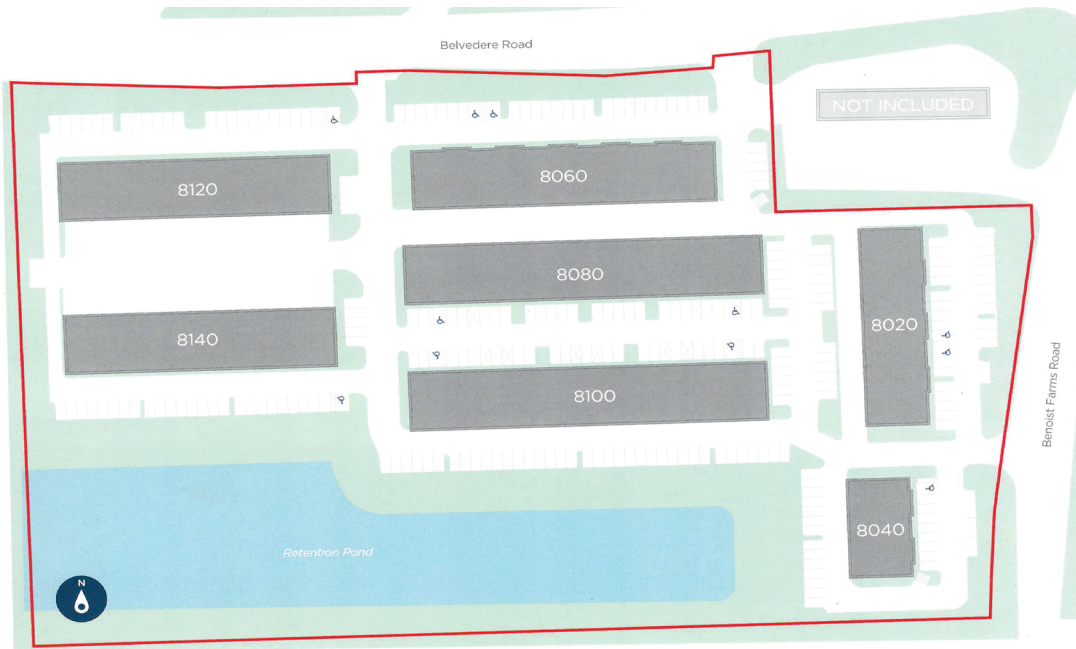 Belvedere Road
NOT INCLUDED
8120
8060
8080
8020
8140
8100
Benoist Farms Road
8040
Retention Pond
N